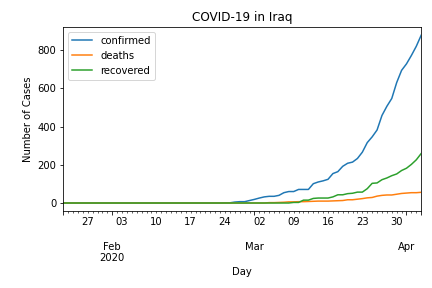 COVID-19 in Iraq
confirmed
deaths
recovered
Number of Cases
800
600
400
200
0
27 03 10 17 24 02 09 16 23 30
Feb Mar Apr
2020
Day